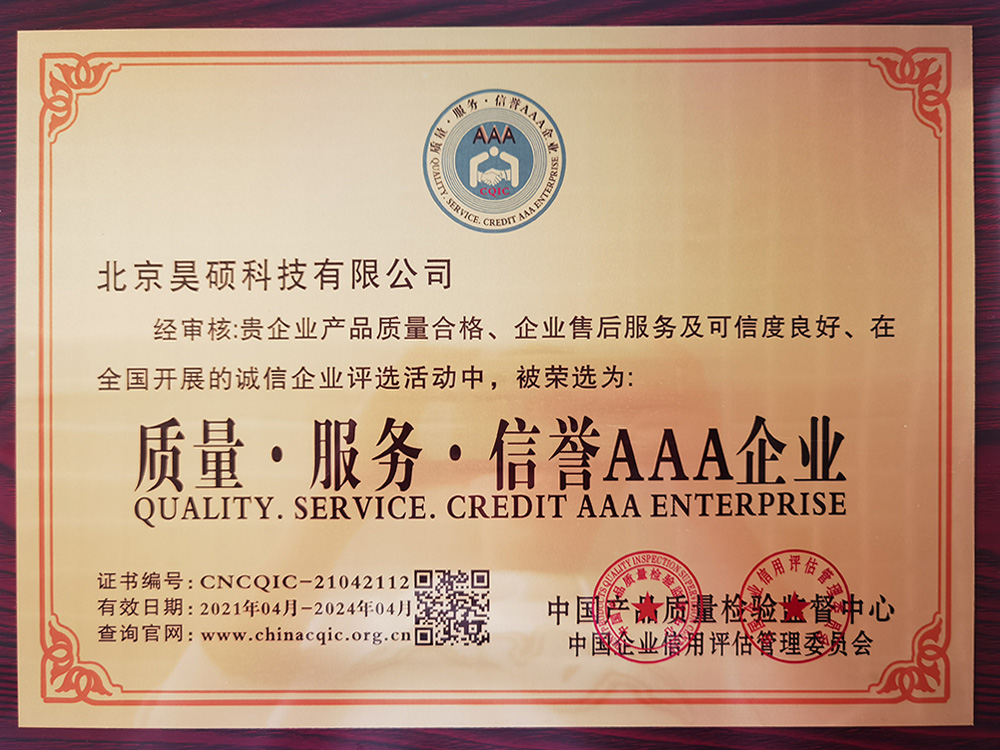 质量·服务·信誉AAA企业
AAA
CQIC
QUALITY. SERVICE. CREDIT AAA ENTERPRISE
北京昊硕科技有限公司
经审核:贵企业产品质量合格、企业售后服务及可信度良好、在
全国开展的诚信企业评选活动中，被荣选为:
质量·服务·信誉AAA企业
QUALITY. SERVICE. CREDIT AAA ENTERPRISE
证书编号: CNCQIC-21042112
有效日期: 2021年04月-2024年04月
查询官网: www.chinacqic.org.cn
中国产品质量检验监督中心
中国企业信用评估管理委员会